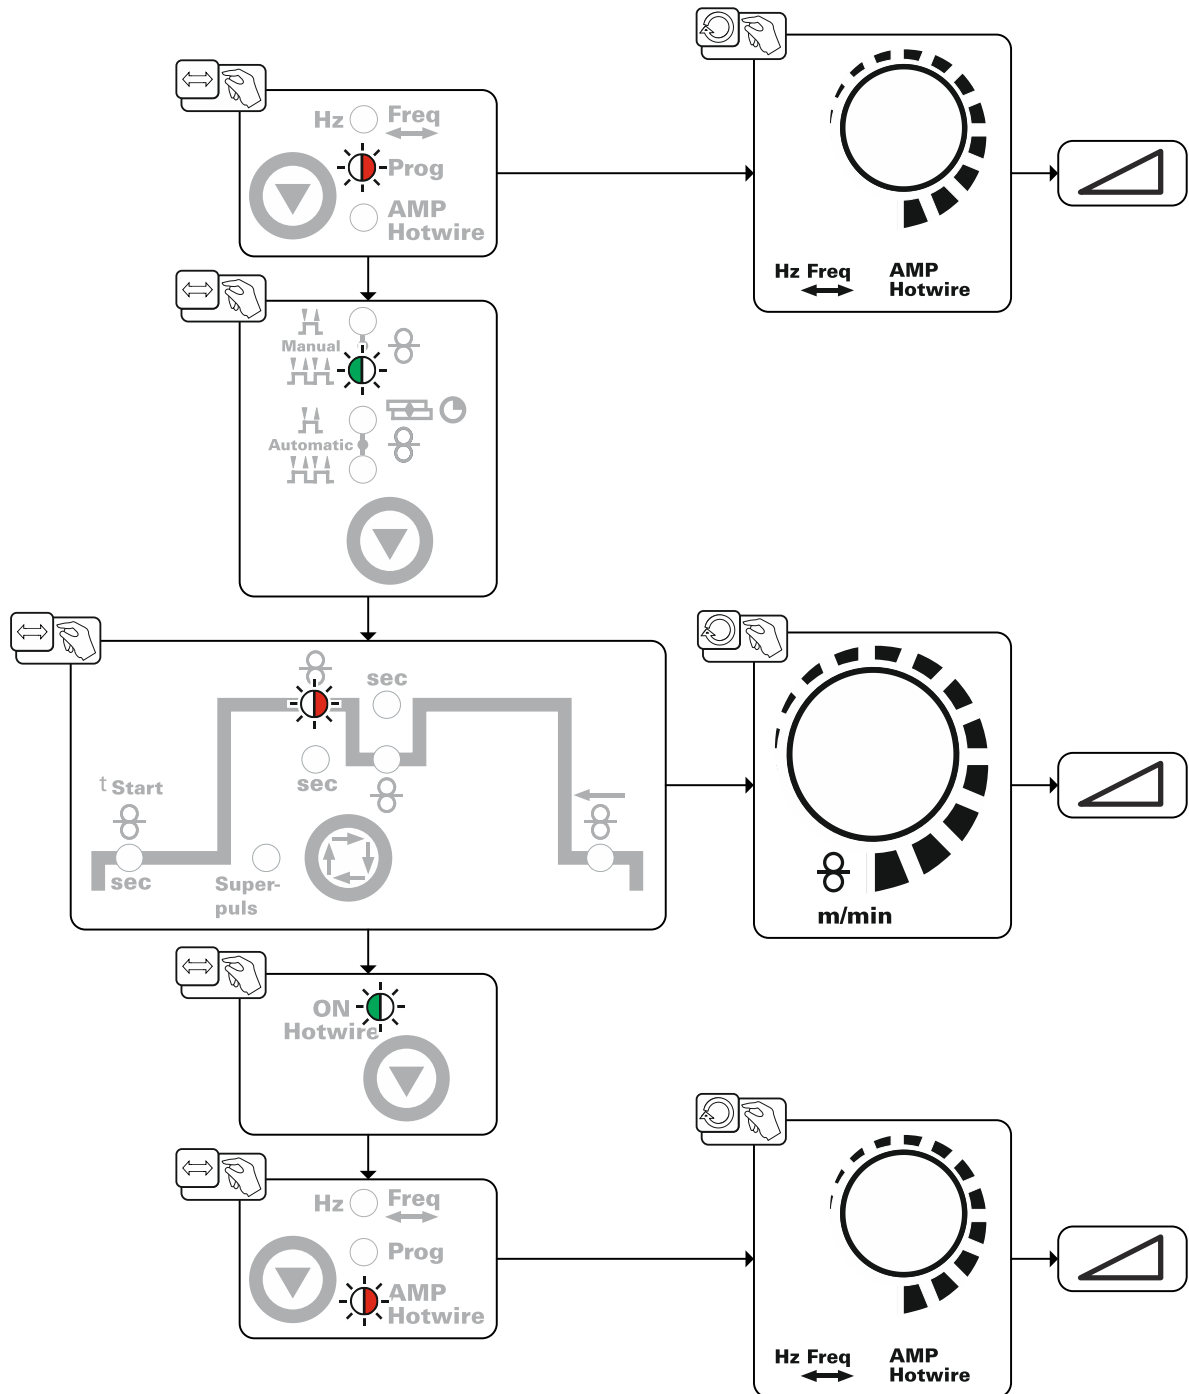 Hz Freq
Prog
AMP
Hotwire
Hz Freq
AMP
Hotwire
Manual
Automatic
sec
sec
t Start
sec
Super-
puls
m/min
ON
Hotwire
Hz Freq
Prog
AMP
Hotwire
Hz Freq
AMP
Hotwire